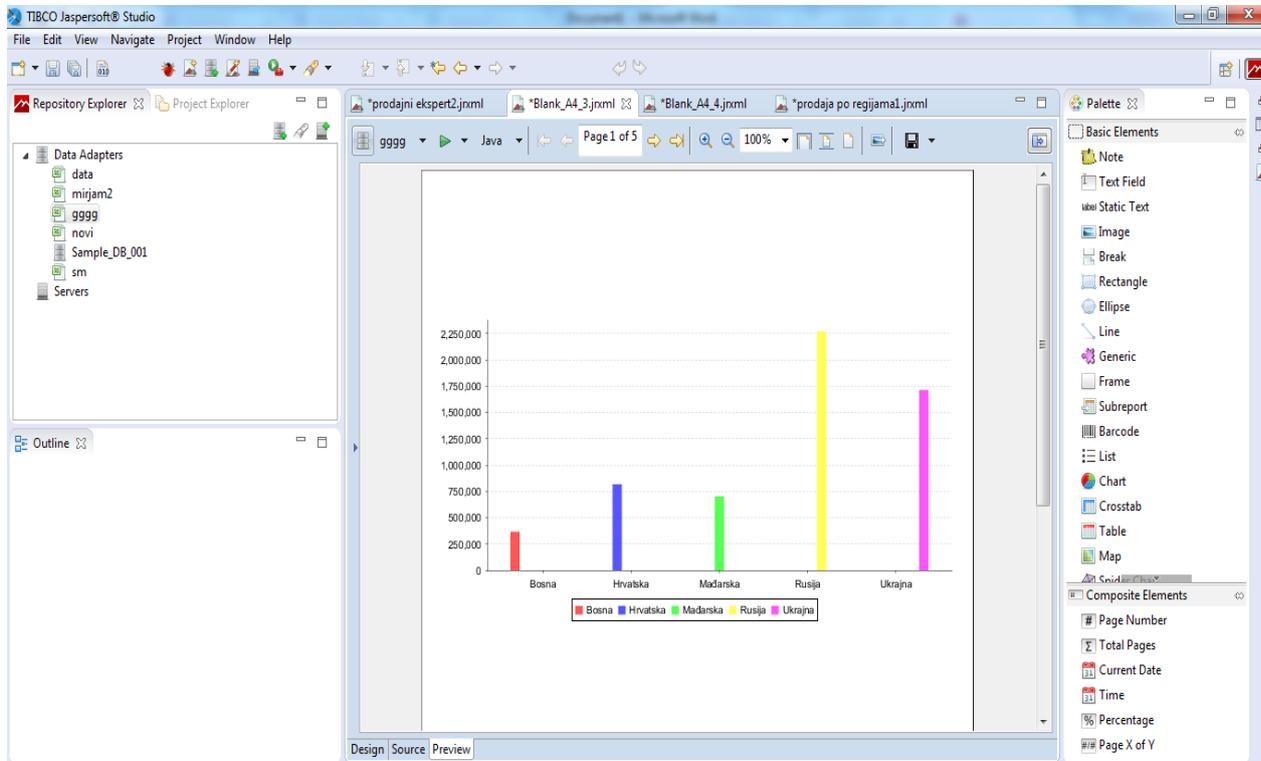 TIBCO Jaspersoft® Studio
File Edit View Navigate Project Window Help
Repository Explorer Project Explorer
Data Adapters
data
mirjam2
gggg
novi
Sample_DB_001
sm
Servers
Outline
*prodajni ekspert2.jrxml *Blank_A4_3.jrxml *Blank_A4_4.jrxml *prodaja po regijama1.jrxml
gggg Java Page 1 of 5 100%
2,250,000
2,000,000
1,750,000
1,500,000
1,250,000
1,000,000
750,000
500,000
250,000
0
Bosna Hrvatska Mađarska Rusija Ukrajna
Bosna Hrvatska Mađarska Rusija Ukrajna
Design Source Preview
Palette
Basic Elements
Note
Text Field
label Static Text
Image
Break
Rectangle
Ellipse
Line
Generic
Frame
Subreport
Barcode
List
Chart
Crosstab
Table
Map
Composite Elements
# Page Number
Σ Total Pages
31 Current Date
31 Time
% Percentage
#/# Page X of Y